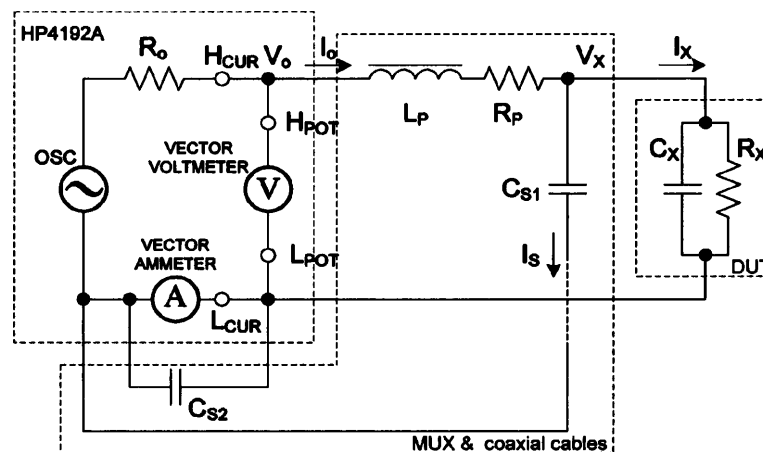 HP4192A
Ro
HCUR
Vo
Io
VX
IX
LP
RP
HPOT
OSC
VECTOR
VOLTMETER
V
CS1
CX
RX
VECTOR
AMMETER
LPOT
IS
DUT
A
LCUR
CS2
MUX & coaxial cables